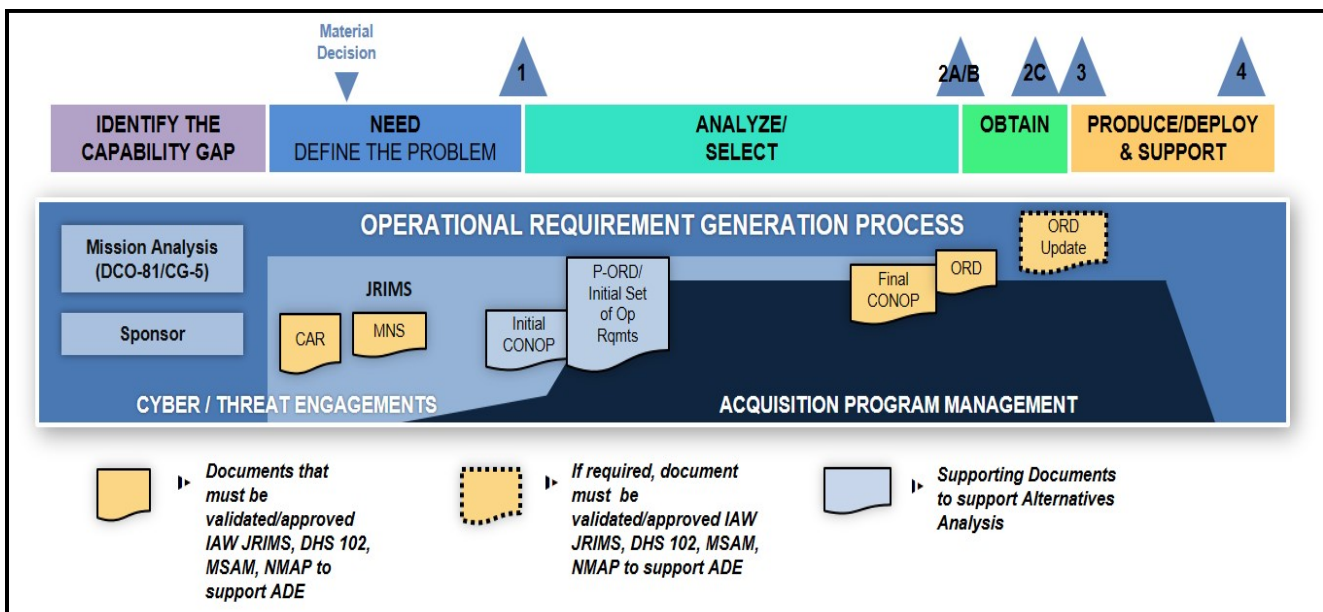 Material
Decision
1
2A/B
2C
3
4
IDENTIFY THE
CAPABILITY GAP
NEED
DEFINE THE PROBLEM
ANALYZE/
SELECT
OBTAIN
PRODUCE/DEPLOY
& SUPPORT
OPERATIONAL REQUIREMENT GENERATION PROCESS
Mission Analysis
(DCO-81/CG-5)
Sponsor
JRIMS
CAR
MNS
Initial
CONOP
P-ORD/
Initial Set
of Op
Rqmts
Final
CONOP
ORD
ORD
Update
CYBER / THREAT ENGAGEMENTS
ACQUISITION PROGRAM MANAGEMENT
Documents that
must be
validated/approved
IAW JRIMS, DHS 102,
MSAM, NMAP to
support ADE
If required, document
must be
validated/approved IAW
JRIMS, DHS 102, MSAM,
NMAP to support ADE
Supporting Documents
to support Alternatives
Analysis